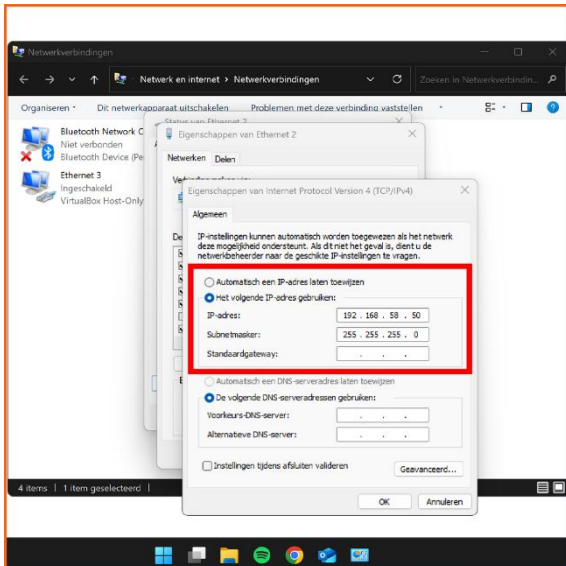 Netwerkverbindingen
Netwerk en internet > Netwerkverbindingen
Zoeken in Netwerkverbindin...
Organiseren
Dit netwerkapparaat uitschakelen
Problemen met deze verbinding vaststellen
Bluetooth Network C
Niet verbonden
Bluetooth Device (Pe
Ethernet 3
Ingeschakeld
VirtualBox Host-Only
Status van Ethernet 2
Eigenschappen van Ethernet 2
Netwerken Delen
Eigenschappen van Internet Protocol Version 4 (TCP/IPv4)
Algemeen
IP-instellingen kunnen automatisch worden toegewezen als het netwerk
deze mogelijkheid ondersteunt. Als dit niet het geval is, dient u de
netwerkbeheerder naar de geschikte IP-instellingen te vragen.
Automatisch een IP-adres laten toewijzen
Het volgende IP-adres gebruiken:
IP-adres: 192 . 168 . 58 . 50
Subnetmasker: 255 . 255 . 255 . 0
Standaardgateway: . . .
Automatisch een DNS-serveradres laten toewijzen
De volgende DNS-serveradressen gebruiken:
Voorkeurs-DNS-server: . . .
Alternatieve DNS-server: . . .
Instellingen tijdens afsluiten valideren
Geavanceerd...
OK Annuleren
4 items | 1 item geselecteerd |